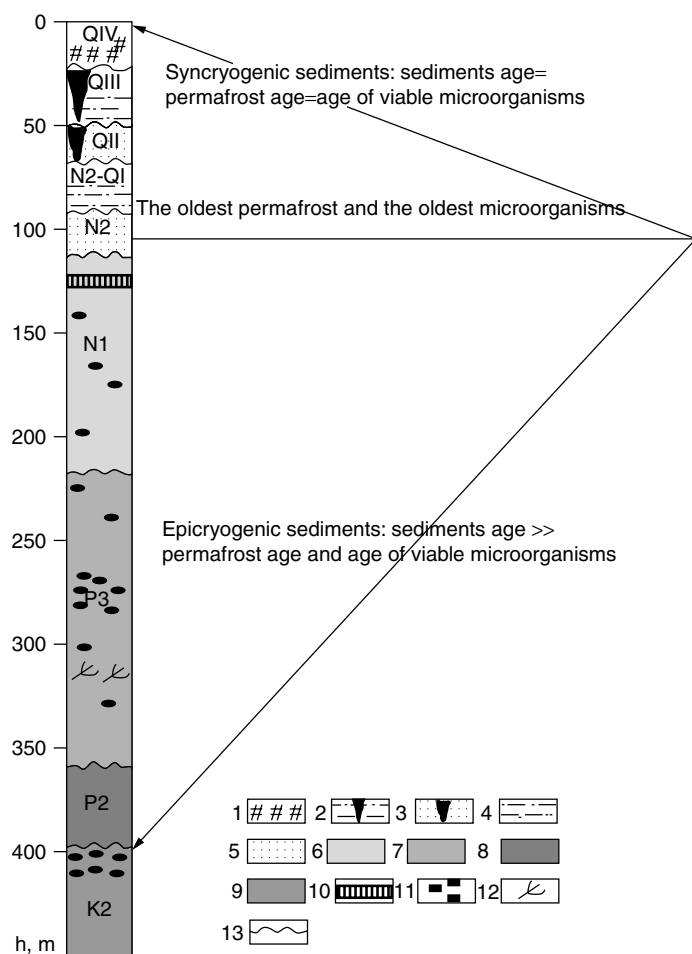 0
QIV
# # # #
Syncryogenic sediments: sediments age=
permafrost age=age of viable microorganisms
QIII
50
QII
N2-QI
The oldest permafrost and the oldest microorganisms
N2
100
150
N1
200
250
Epicryogenic sediments: sediments age >>
permafrost age and age of viable microorganisms
P3
300
350
P2
1 # # # 2 3 4
5 6 7 8
400
9 10 11 12
K2
13
h, m